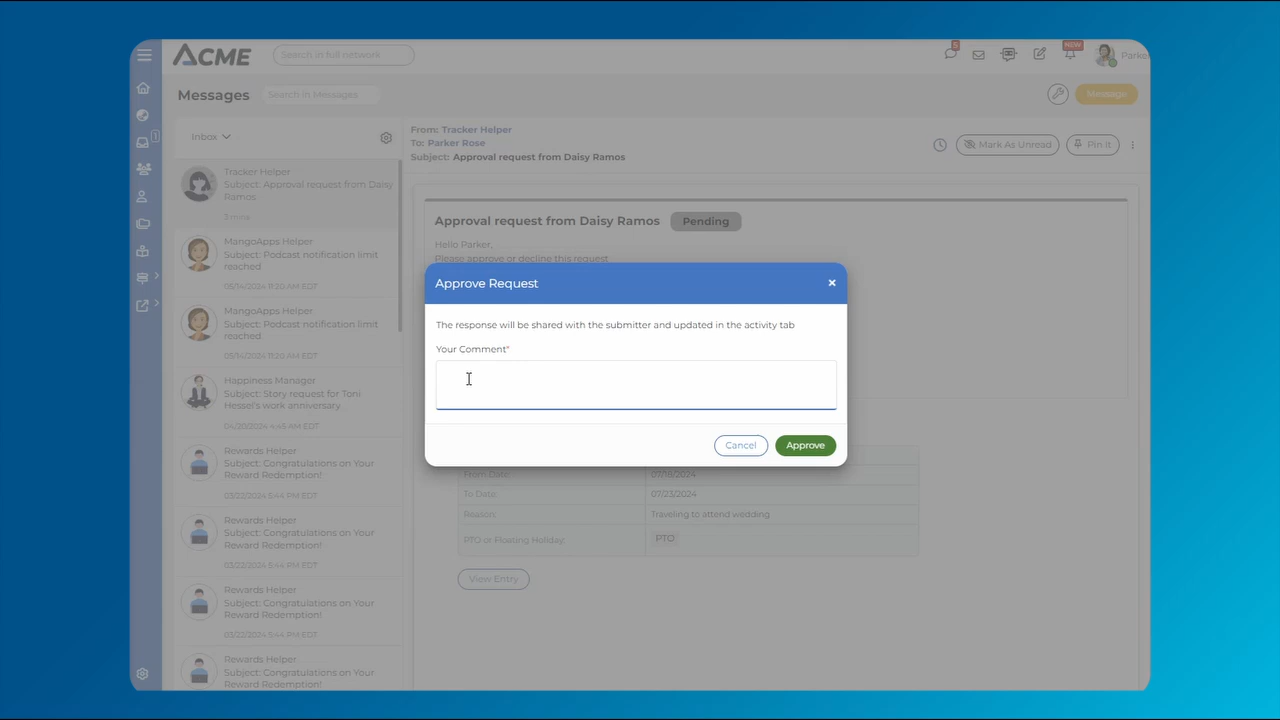 ACME
Search in full network
5
NEW
Parker
Messages
Search in Messages
Message
Inbox
1
From: Tracker Helper
To: Parker Rose
Subject: Approval request from Daisy Ramos
Mark As Unread
Pin It
Tracker Helper
Subject: Approval request from Daisy
Ramos
3 mins
MangoApps Helper
Subject: Podcast notification limit
reached
05/14/2024 11:20 AM EDT
MangoApps Helper
Subject: Podcast notification limit
reached
05/14/2024 11:20 AM EDT
Happiness Manager
Subject: Story request for Toni
Hessel's work anniversary
04/20/2024 4:45 AM EDT
Rewards Helper
Subject: Congratulations on Your
Reward Redemption!
03/22/2024 5:44 PM EDT
Rewards Helper
Subject: Congratulations on Your
Reward Redemption!
03/22/2024 5:44 PM EDT
Rewards Helper
Subject: Congratulations on Your
Reward Redemption!
03/22/2024 5:44 PM EDT
Rewards Helper
Subject: Congratulations on Your
Reward Redemption!
Approval request from Daisy Ramos
Pending
Hello Parker,
Please approve or decline this request
Approve Request
×
The response will be shared with the submitter and updated in the activity tab
Your Comment*
Cancel
Approve
From Date:
07/18/2024
To Date:
07/23/2024
Reason:
Traveling to attend wedding
PTO or Floating Holiday:
PTO
View Entry